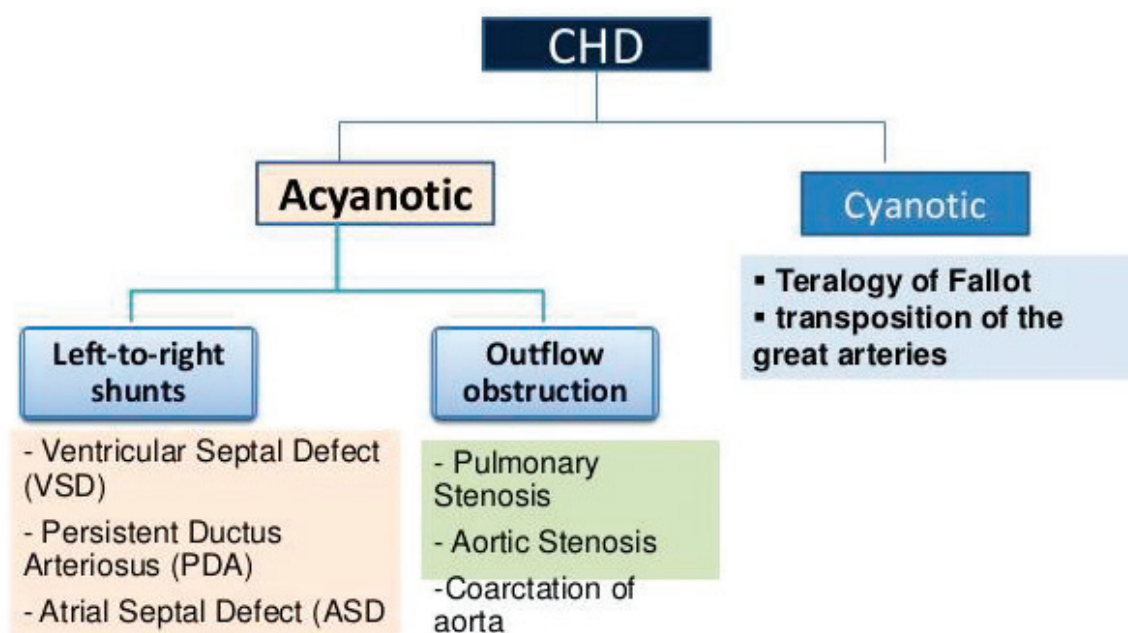 CHD
Acyanotic
Cyanotic
▪ Teralogy of Fallot
▪ transposition of the
great arteries
Left-to-right
shunts
Outflow
obstruction
- Ventricular Septal Defect
(VSD)
- Persistent Ductus
Arteriosus (PDA)
- Atrial Septal Defect (ASD
- Pulmonary
Stenosis
- Aortic Stenosis
-Coarctation of
aorta